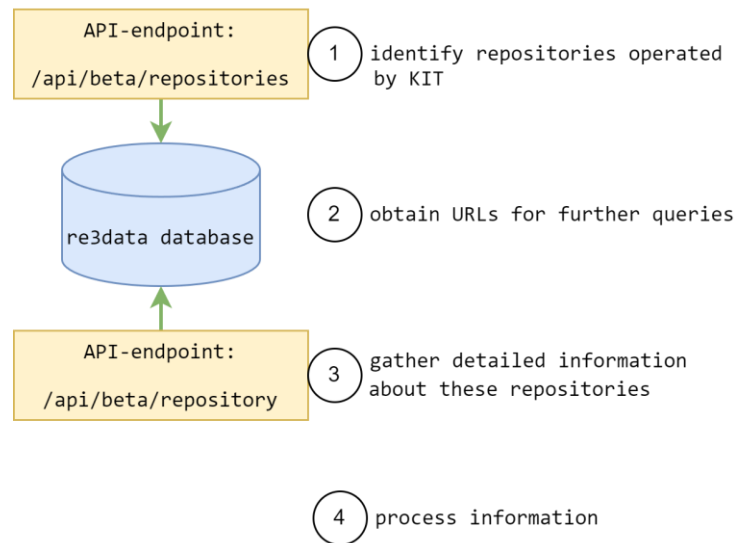 API-endpoint:
/api/beta/repositories
1
identify repositories operated
by KIT
re3data database
2
obtain URLs for further queries
API-endpoint:
/api/beta/repository
3
gather detailed information
about these repositories
4
process information